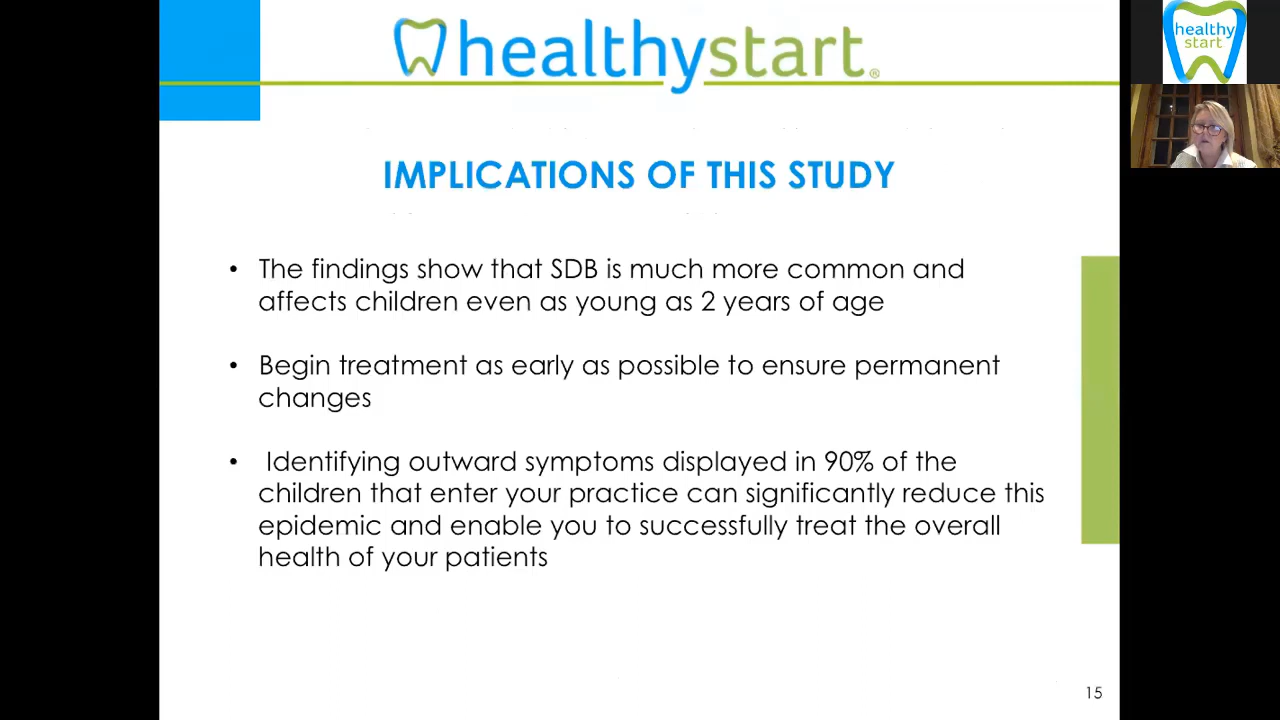 healthystart®
healthy
start
IMPLICATIONS OF THIS STUDY
• The findings show that SDB is much more common and
affects children even as young as 2 years of age
• Begin treatment as early as possible to ensure permanent
changes
• Identifying outward symptoms displayed in 90% of the
children that enter your practice can significantly reduce this
epidemic and enable you to successfully treat the overall
health of your patients
15